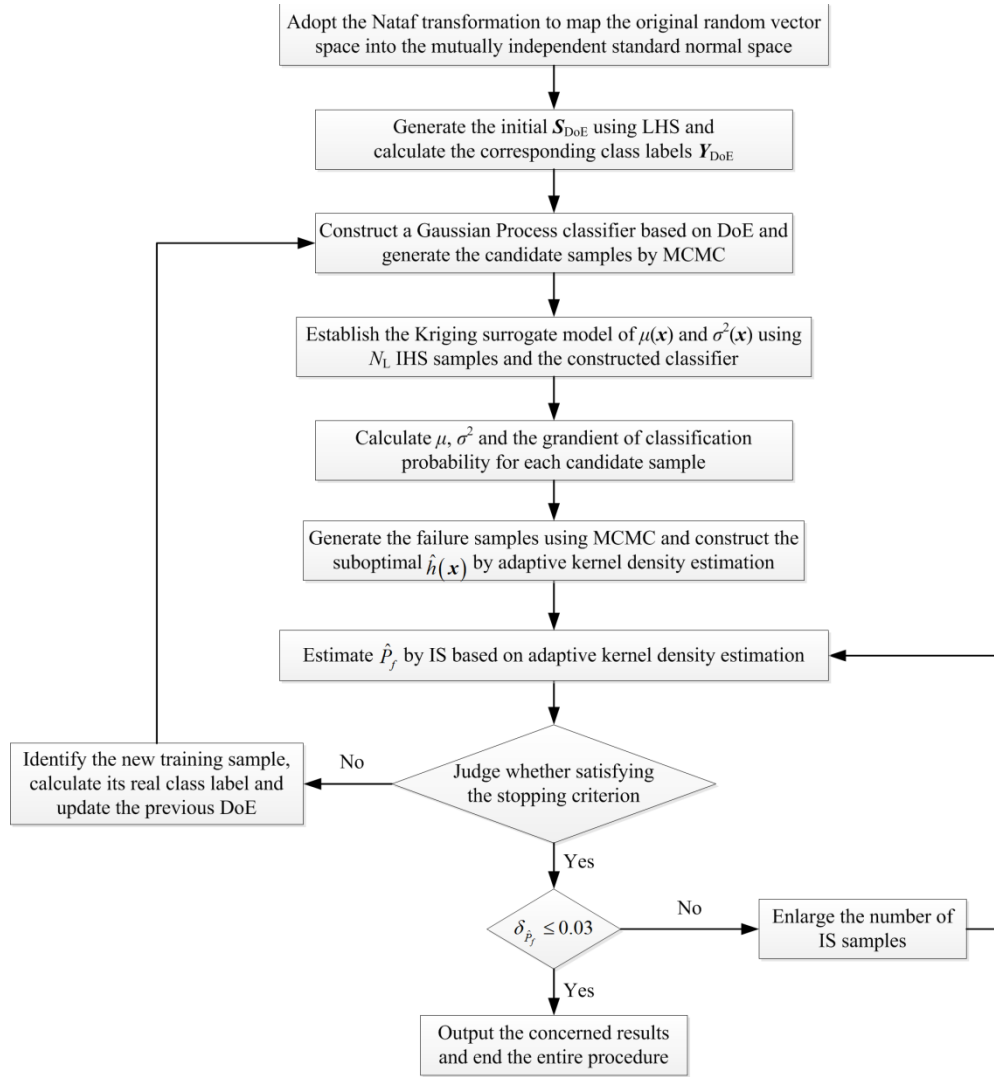 Adopt the Nataf transformation to map the original random vector
space into the mutually independent standard normal space
Generate the initial S_DoE using LHS and
calculate the corresponding class labels Y_DoE
Construct a Gaussian Process classifier based on DoE and
generate the candidate samples by MCMC
Establish the Kriging surrogate model of μ(x) and σ²(x) using
N_L IHS samples and the constructed classifier
Calculate μ, σ² and the grandient of classification
probability for each candidate sample
Generate the failure samples using MCMC and construct the
suboptimal ĥ(x) by adaptive kernel density estimation
Estimate P̂_f by IS based on adaptive kernel density estimation
Identify the new training sample,
calculate its real class label and
update the previous DoE
No
Judge whether satisfying
the stopping criterion
Yes
δ_P̂_f ≤ 0.03
No
Enlarge the number of
IS samples
Yes
Output the concerned results
and end the entire procedure